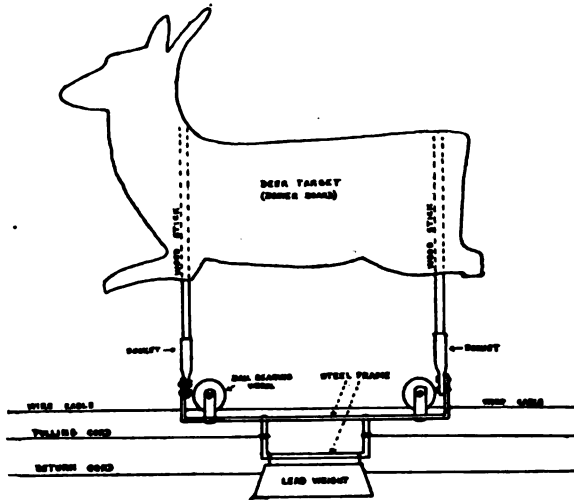 DEER TARGET
(BOWER BOARD)
WOOD STICK
WOOD STICK
SOCKET
SOCKET
BALL BEARING
WHEEL
STEEL FRAME
WIRE CABLE
WIRE CABLE
PULLING CORD
RETURN CORD
LEAD WEIGHT